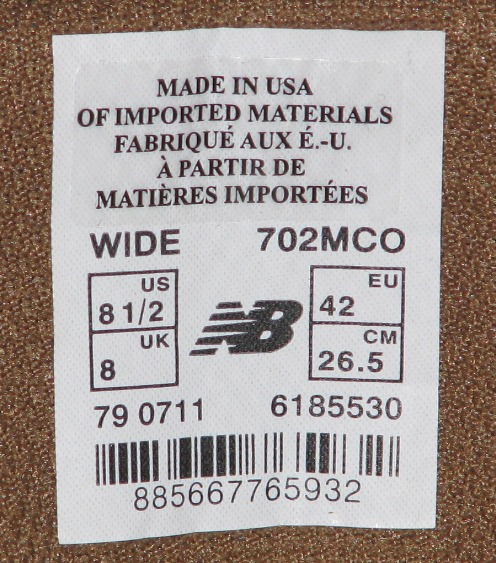 MADE IN USA
OF IMPORTED MATERIALS
FABRIQUÉ AUX É.-U.
À PARTIR DE
MATIÈRES IMPORTÉES
WIDE 702MCO
US
8 1/2
UK
8
NB
EU
42
CM
26.5
79 0711 6185530
885667765932